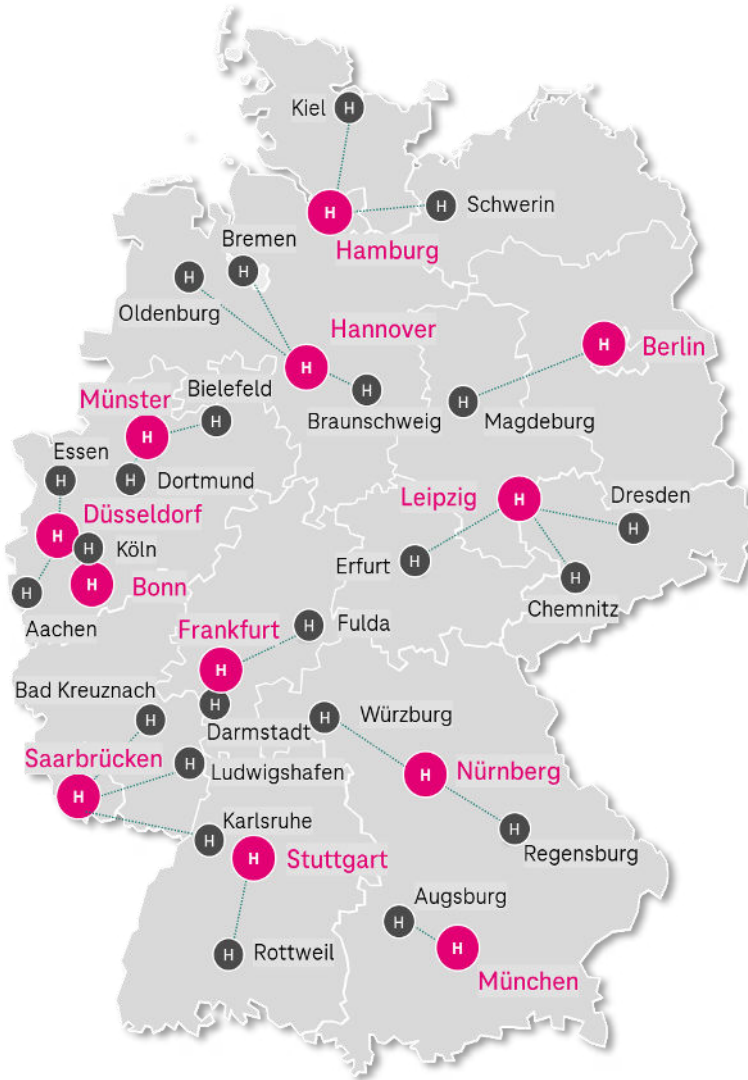 Kiel
H
H
Schwerin
H
Hamburg
Bremen
H
H
Oldenburg
Hannover
H
H
Berlin
Bielefeld
H
Münster
H
Braunschweig
H
Magdeburg
H
Essen
H
H
Dortmund
Leipzig
H
Dresden
H
Düsseldorf
H
H
Köln
Erfurt
H
H
Chemnitz
H
Bonn
H
Aachen
Frankfurt
H
Fulda
H
Bad Kreuznach
H
H
Darmstadt
H
Würzburg
Saarbrücken
H
H
Ludwigshafen
H
Nürnberg
Karlsruhe
H
H
Regensburg
H
Stuttgart
Augsburg
H
H
Rottweil
H
München